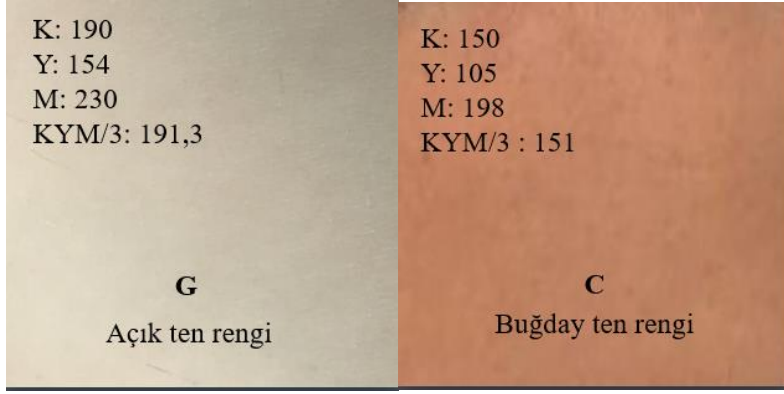 K: 190
Y: 154
M: 230
KYM/3: 191,3
G
Açık ten rengi
K: 150
Y: 105
M: 198
KYM/3 : 151
C
Buğday ten rengi